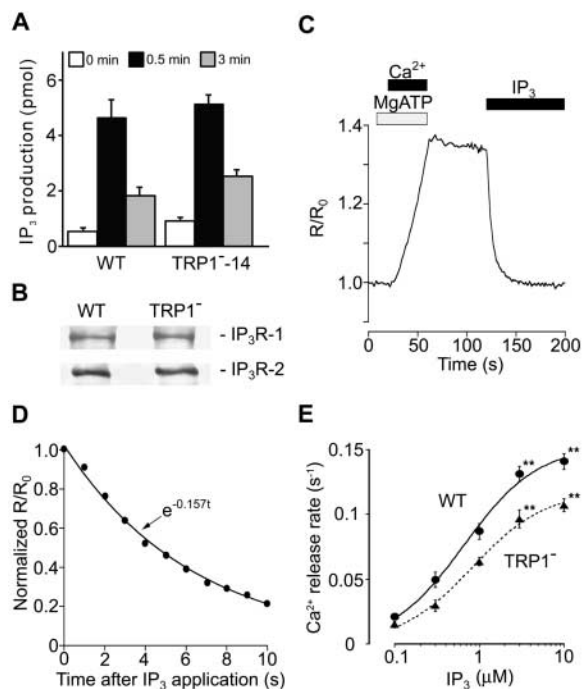 A
0 min 0.5 min 3 min
IP3 production (pmol)
6
4
2
0
WT TRP1⁻-14
B
WT TRP1⁻
- IP3R-1
- IP3R-2
C
Ca²⁺
MgATP
IP3
R/R0
1.4
1.2
1.0
0 50 100 150 200
Time (s)
D
Normalized R/R0
1.0
0.8
0.6
0.4
0.2
e⁻⁰·¹⁵⁷ᵗ
0 2 4 6 8 10
Time after IP3 application (s)
E
Ca²⁺ release rate (s⁻¹)
0.15
0.10
0.05
0
WT
TRP1⁻
**
**
**
**
0.1 1 10
IP3 (μM)